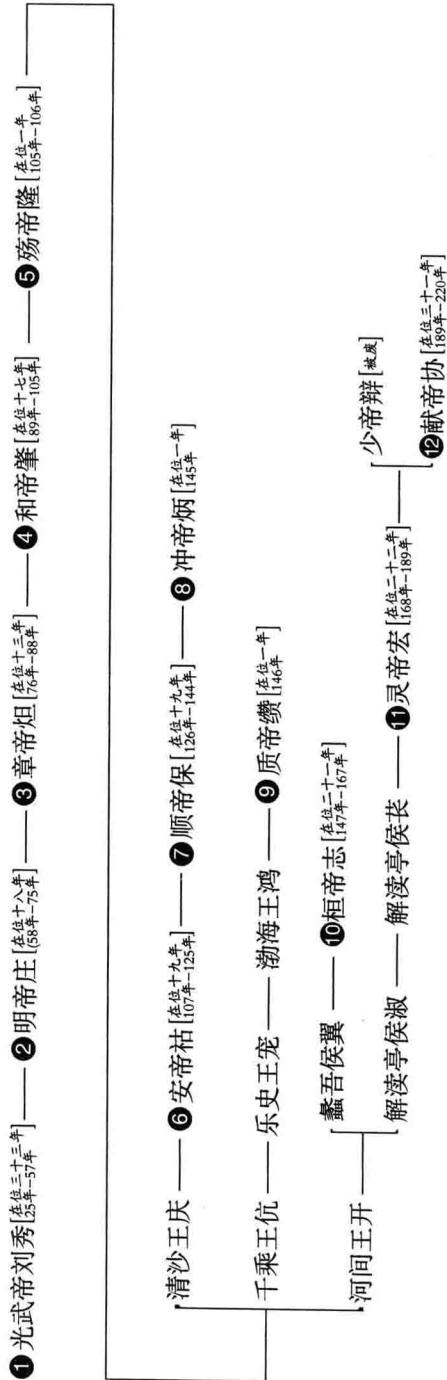 ❶光武帝刘秀[在位三十三年 25年-57年] ❷明帝庄[在位十八年 (58年-75年] ❸章帝炟[在位十三年 76年-88年] ❹和帝肇[在位十七年 89年-105年] ❺殇帝隆[在位一年 105年-106年]
清沙王庆 ❻安帝祜[在位十九年 107年-125年] ❼顺帝保[在位十九年 126年-144年] ❽冲帝炳[在位一年 145年]
千乘王伉 乐史王宠 渤海王鸿 ❾质帝缵[在位一年 146年]
河间王开
蠡吾侯翼 ❿桓帝志[在位二十一年 147年-167年]
解渎亭侯淑 解渎亭侯苌 ⓫灵帝宏[在位二十二年 168年-189年]
少帝辩[被废]
⓬献帝协[在位三十一年 189年-220年]